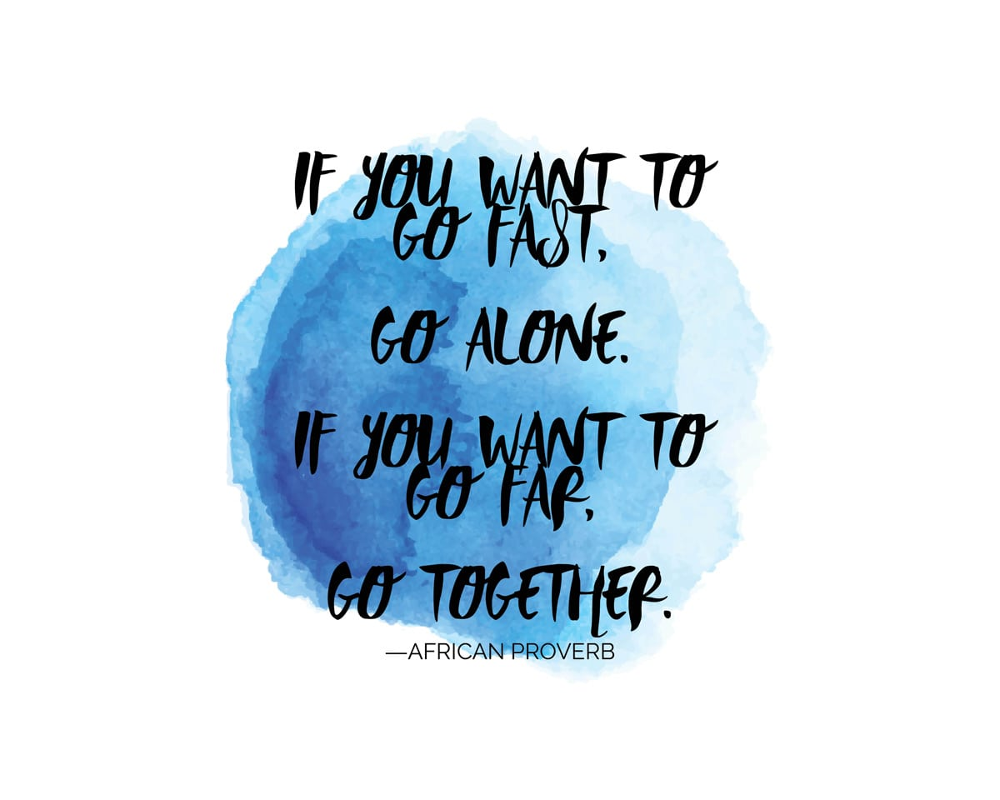 IF YOU WANT TO
GO FAST,
GO ALONE.
IF YOU WANT TO
GO FAR,
GO TOGETHER.
—AFRICAN PROVERB